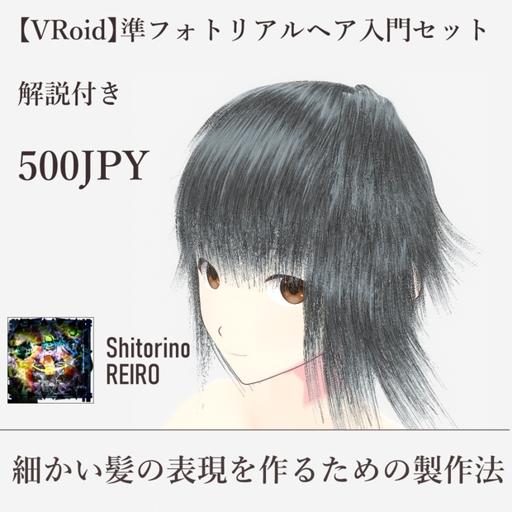 【VRoid】準フォトリアルヘア入門セット
解説付き
500JPY
Shitorino
REIRO
細かい髪の表現を作るための製作法